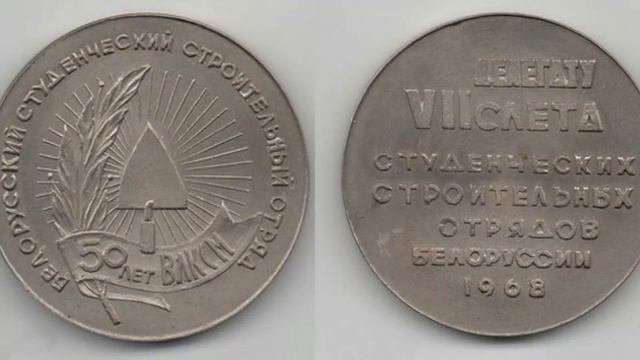 БЕЛОРУССКИЙ СТУДЕНЧЕСКИЙ СТРОИТЕЛЬНЫЙ ОТРЯД
50 ЛЕТ ВЛКСМ
ДЕЛЕГАТУ
VII СЛЕТА
СТУДЕНЧЕСКИХ
СТРОИТЕЛЬНЫХ
ОТРЯДОВ
БЕЛОРУССИИ
1968